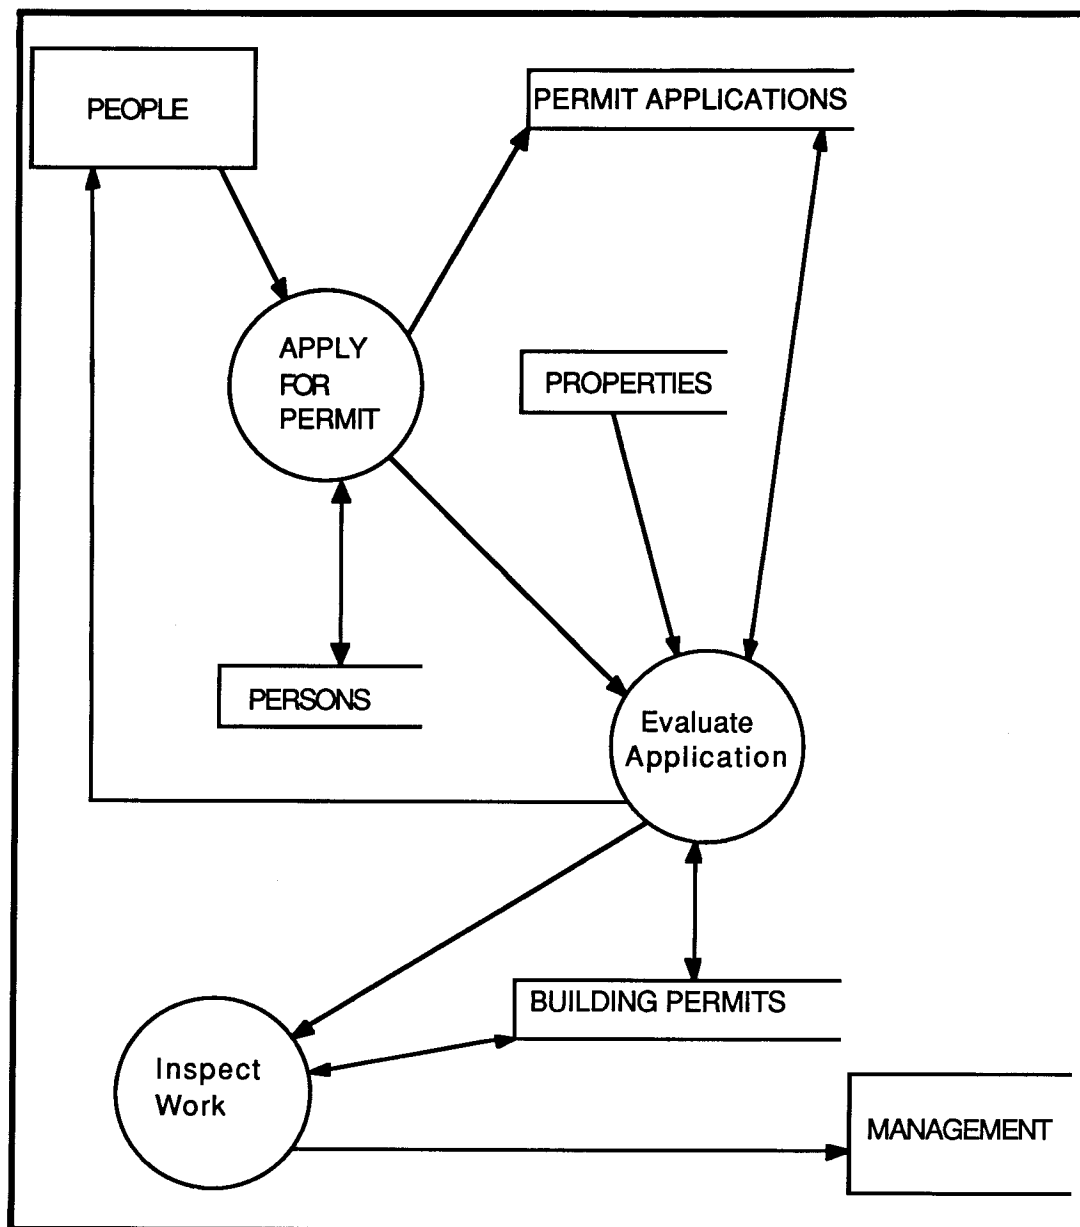 PEOPLE
PERMIT APPLICATIONS
APPLY
FOR
PERMIT
PROPERTIES
PERSONS
Evaluate
Application
BUILDING PERMITS
Inspect
Work
MANAGEMENT